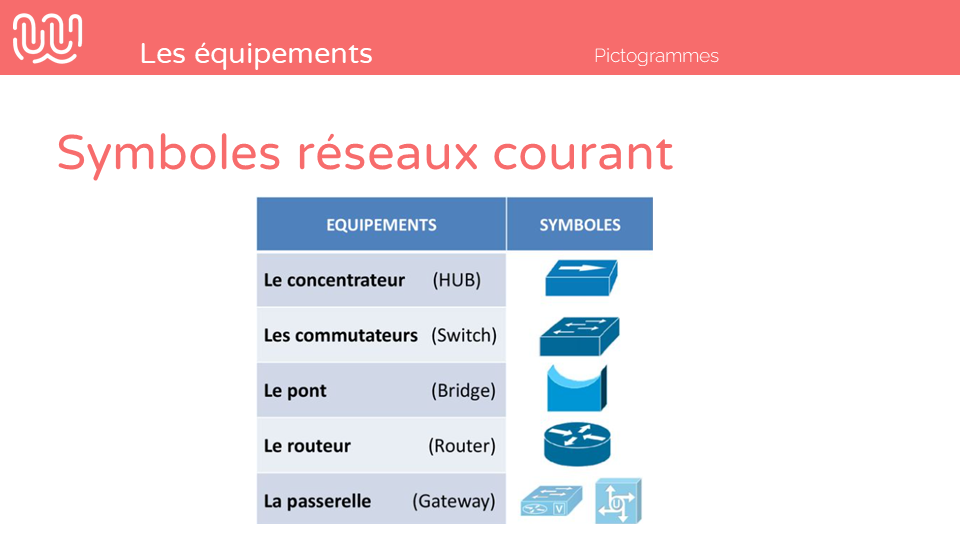 Les équipements
Pictogrammes
Symboles réseaux courant
EQUIPEMENTS SYMBOLES
Le concentrateur (HUB)
Les commutateurs (Switch)
Le pont (Bridge)
Le routeur (Router)
La passerelle (Gateway)
V U